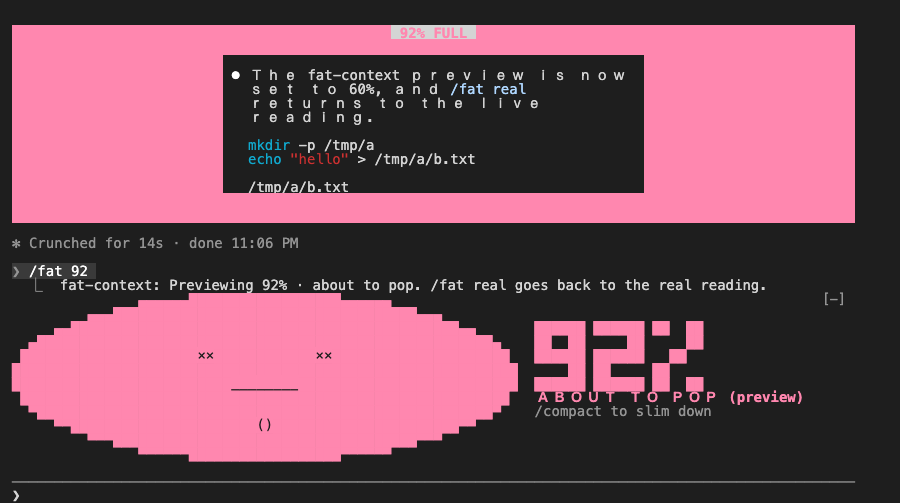 92% FULL
● The fat-context preview is now
set to 60%, and /fat real
returns to the live
reading.
mkdir -p /tmp/a
echo "hello" > /tmp/a/b.txt
/tmp/a/b.txt
✻ Crunched for 14s · done 11:06 PM
❯ /fat 92
⎿ fat-context: Previewing 92% · about to pop. /fat real goes back to the real reading.
[−]
×× ××
92%
()
ABOUT TO POP (preview)
/compact to slim down
❯